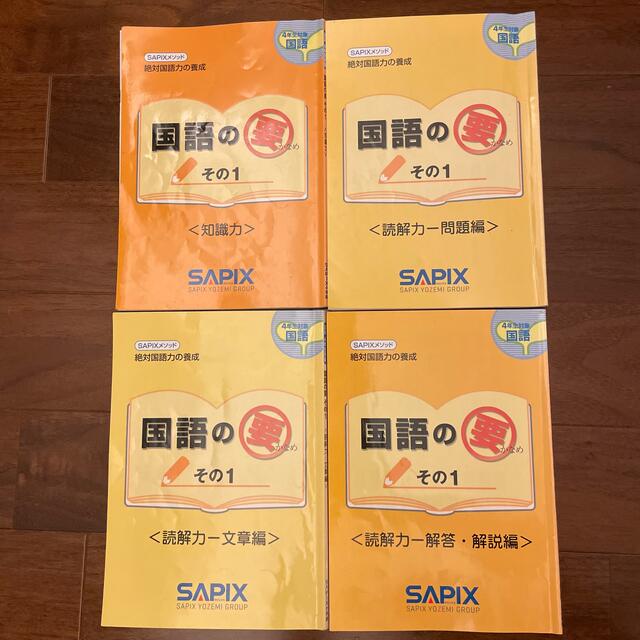 4年生対象
国語
SAPIXメソッド
絶対国語力の養成
国語の 要
かなめ
その1
<知識力>
SAPIX
SAPIX YOZEMI GROUP
4年生対象
国語
SAPIXメソッド
絶対国語力の養成
国語の 要
かなめ
その1
<読解力ー問題編>
SAPIX
SAPIX YOZEMI GROUP
4年生対象
国語
SAPIXメソッド
絶対国語力の養成
国語の 要
かなめ
その1
<読解力ー文章編>
SAPIX
SAPIX YOZEMI GROUP
4年生対象
国語
SAPIXメソッド
絶対国語力の養成
国語の 要
かなめ
その1
<読解力ー解答・解説編>
SAPIX
SAPIX YOZEMI GROUP